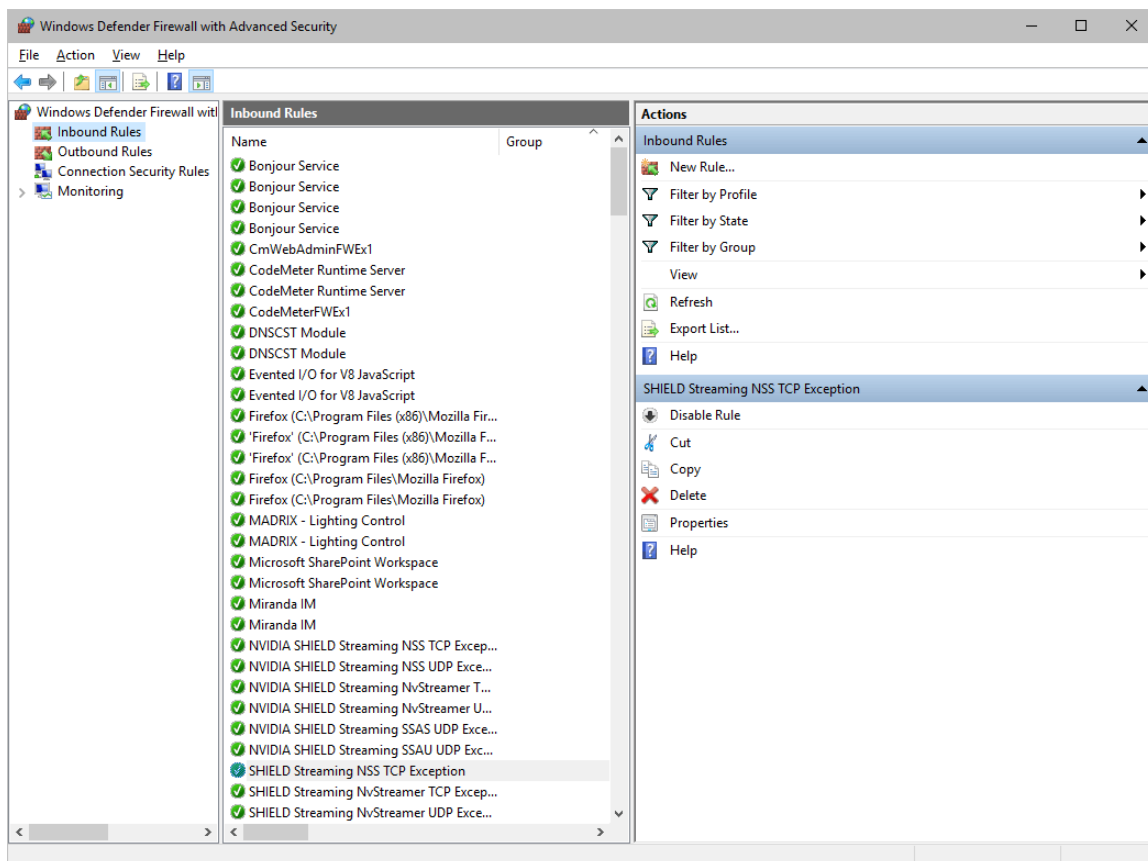 Windows Defender Firewall with Advanced Security
File Action View Help
Windows Defender Firewall with
Inbound Rules
Outbound Rules
Connection Security Rules
Monitoring
Inbound Rules
Name Group
Bonjour Service
Bonjour Service
Bonjour Service
Bonjour Service
CmWebAdminFWEx1
CodeMeter Runtime Server
CodeMeter Runtime Server
CodeMeterFWEx1
DNSCST Module
DNSCST Module
Evented I/O for V8 JavaScript
Evented I/O for V8 JavaScript
Firefox (C:\Program Files (x86)\Mozilla Fir...
'Firefox' (C:\Program Files (x86)\Mozilla F...
'Firefox' (C:\Program Files (x86)\Mozilla F...
Firefox (C:\Program Files\Mozilla Firefox)
Firefox (C:\Program Files\Mozilla Firefox)
MADRIX - Lighting Control
MADRIX - Lighting Control
Microsoft SharePoint Workspace
Microsoft SharePoint Workspace
Miranda IM
Miranda IM
NVIDIA SHIELD Streaming NSS TCP Excep...
NVIDIA SHIELD Streaming NSS UDP Exce...
NVIDIA SHIELD Streaming NvStreamer T...
NVIDIA SHIELD Streaming NvStreamer U...
NVIDIA SHIELD Streaming SSAS UDP Exce...
NVIDIA SHIELD Streaming SSAU UDP Exc...
SHIELD Streaming NSS TCP Exception
SHIELD Streaming NvStreamer TCP Excep...
SHIELD Streaming NvStreamer UDP Exce...
Actions
Inbound Rules
New Rule...
Filter by Profile
Filter by State
Filter by Group
View
Refresh
Export List...
Help
SHIELD Streaming NSS TCP Exception
Disable Rule
Cut
Copy
Delete
Properties
Help